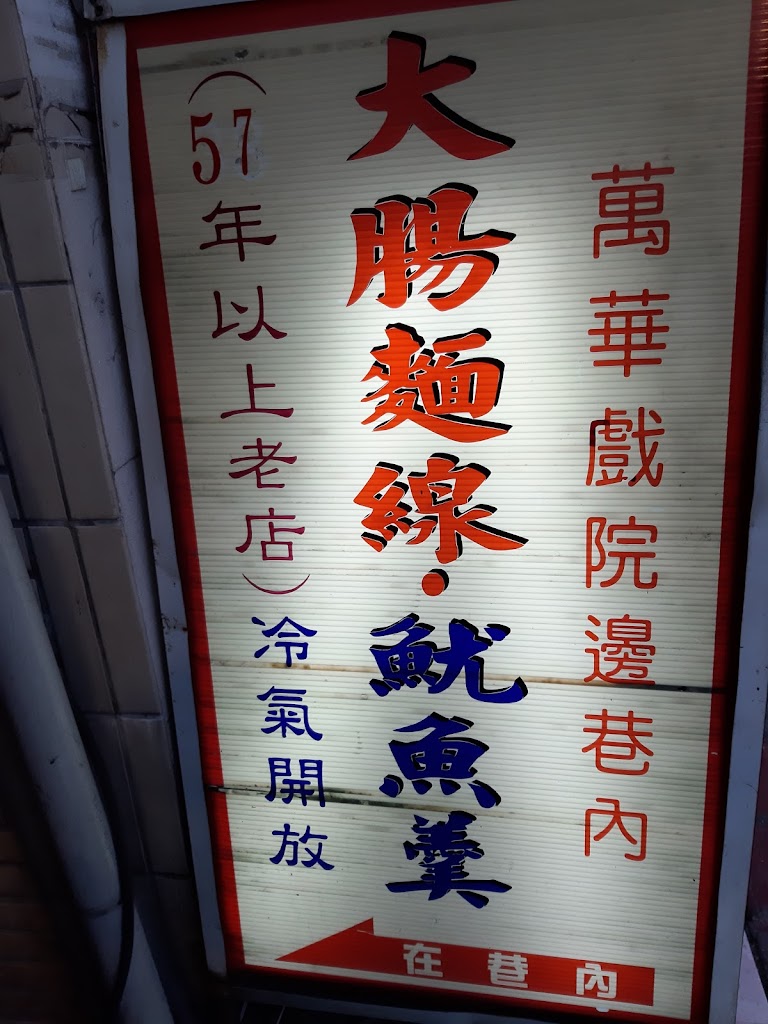 萬華戲院邊巷內
大腸麵線·魷魚羹
(57年以上老店)冷氣開放
在巷內